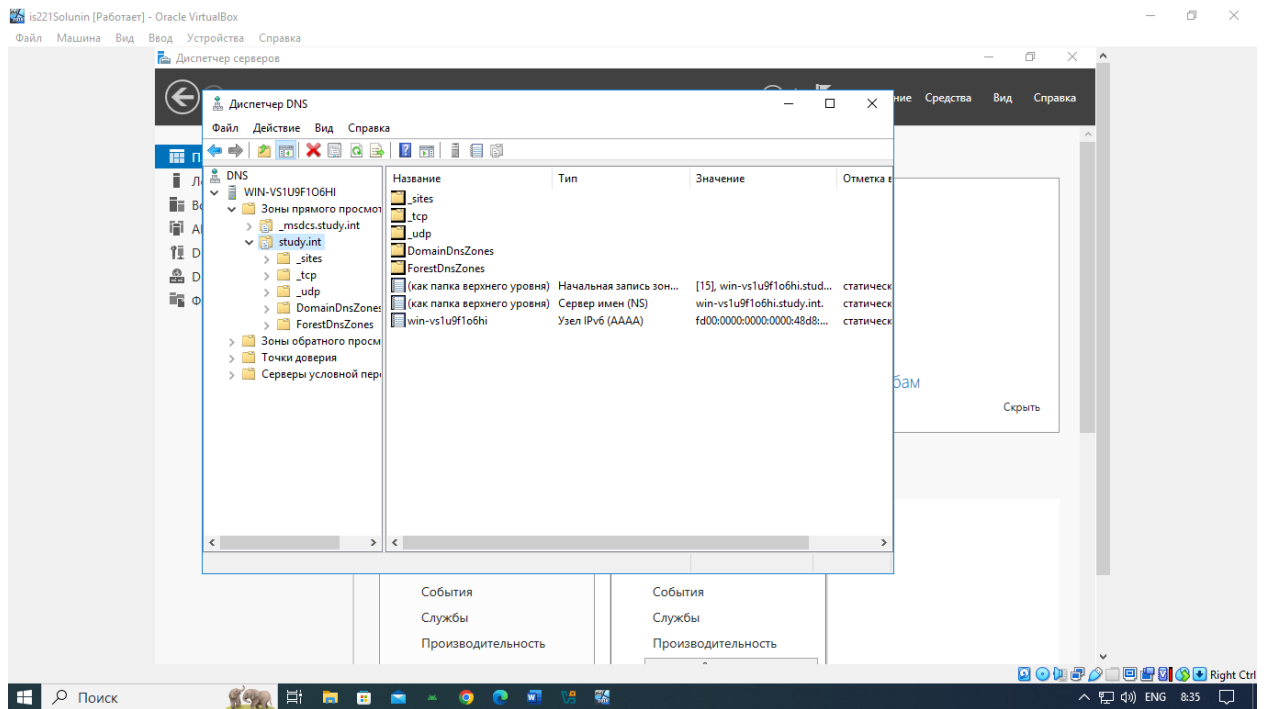 is221Solunin [Работает] - Oracle VirtualBox
Файл Машина Вид Ввод Устройства Справка
Диспетчер серверов
Средства Вид Справка
Диспетчер DNS
Файл Действие Вид Справка
DNS
WIN-VS1U9F1O6HI
Зоны прямого просмот
_msdcs.study.int
study.int
_sites
_tcp
_udp
DomainDnsZones
ForestDnsZones
Зоны обратного просм
Точки доверия
Серверы условной пер
Название Тип Значение Отметка
_sites
_tcp
_udp
DomainDnsZones
ForestDnsZones
(как папка верхнего уровня) Начальная запись зон... [15], win-vs1u9f1o6hi.stud... статическ
(как папка верхнего уровня) Сервер имен (NS) win-vs1u9f1o6hi.study.int. статическ
win-vs1u9f1o6hi Узел IPv6 (AAAA) fd00:0000:0000:0000:48d8:... статическ
бам
Скрыть
События События
Службы Службы
Производительность Производительность
Right Ctrl
Поиск
ENG 8:35